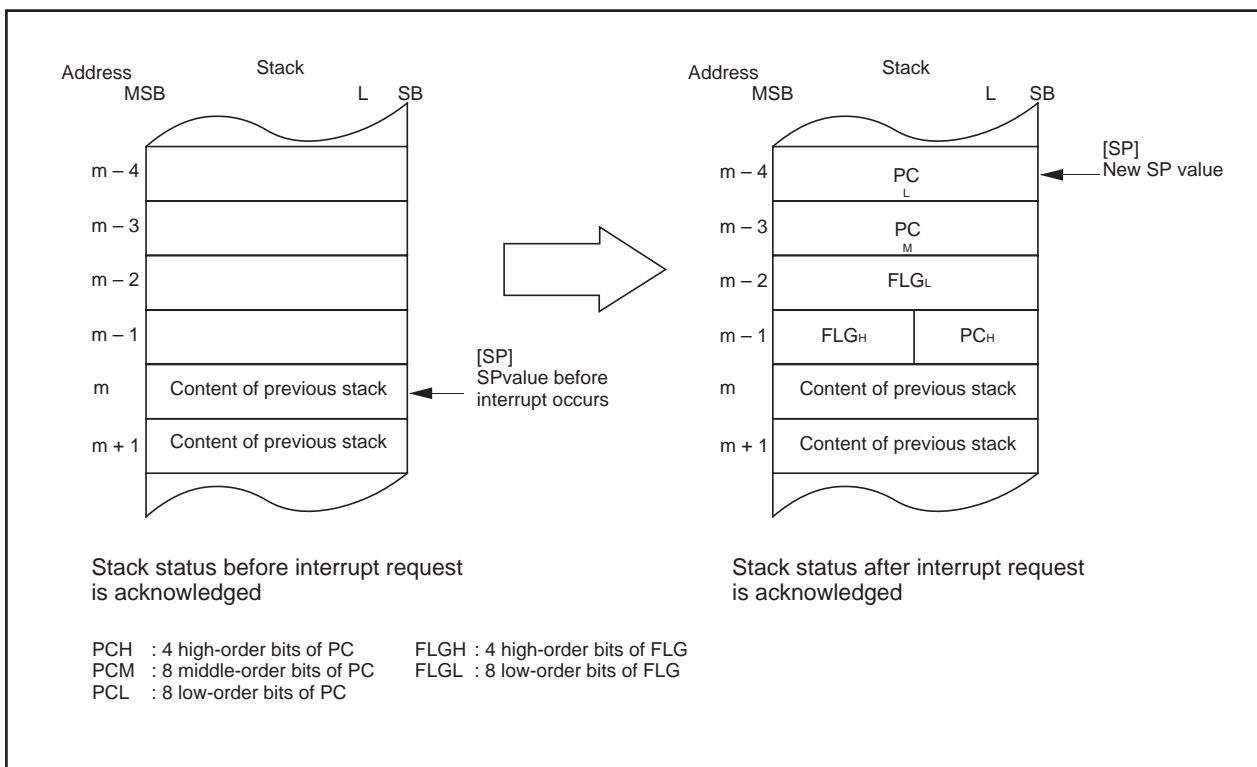 Address
Stack
MSB
L SB
m – 4
m – 3
m – 2
m – 1
m
Content of previous stack
m + 1
Content of previous stack
[SP]
SPvalue before
interrupt occurs
Stack status before interrupt request
is acknowledged
Address
Stack
MSB
L SB
m – 4
PCL
m – 3
PCM
m – 2
FLGL
m – 1
FLGH
PCH
m
Content of previous stack
m + 1
Content of previous stack
[SP]
New SP value
Stack status after interrupt request
is acknowledged
PCH : 4 high-order bits of PC
PCM : 8 middle-order bits of PC
PCL : 8 low-order bits of PC
FLGH : 4 high-order bits of FLG
FLGL : 8 low-order bits of FLG